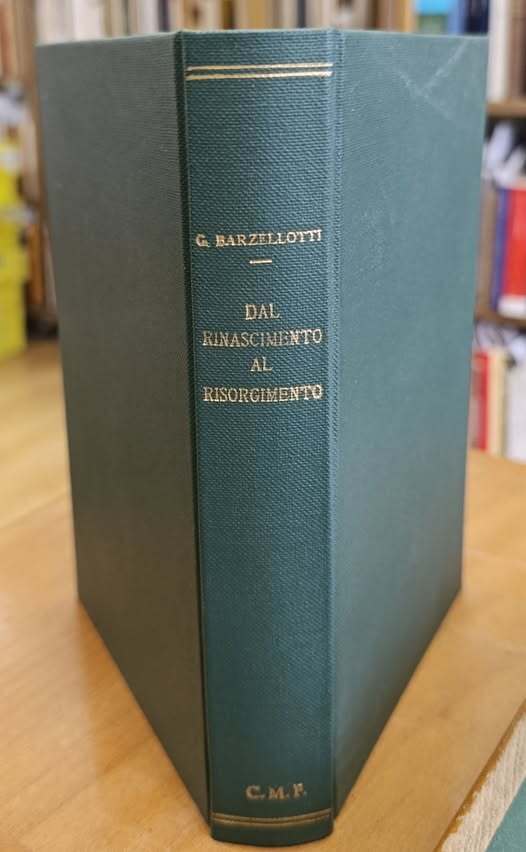 G. BARZELLOTTI
DAL
RINASCIMENTO
AL
RISORGIMENTO
C. M. F.